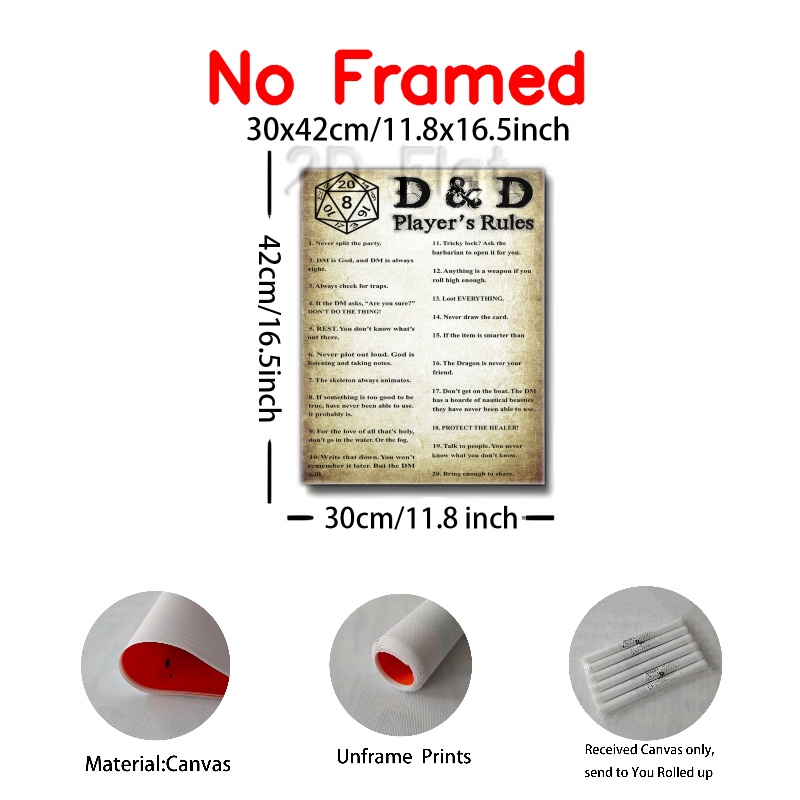 No Framed
30x42cm/11.8x16.5inch
2D Flat
42cm/16.5inch
20
8
10
16
D & D
Player's Rules
1. Never split the party.
2. DM is God, and DM is always
right.
3. Always check for traps.
4. If the DM asks, “Are you sure?”
DON'T DO THE THING!
5. REST. You don't know what's
out there.
6. Never plot out loud. God is
listening and taking notes.
7. The skeleton always animates.
8. If something is too good to be
true, have never been able to use.
it probably is.
9. For the love of all that's holy,
don't go in the water. Or the fog.
10. Write that down. You won't
remember it later. But the DM
will.
11. Tricky lock? Ask the
barbarian to open it for you.
12. Anything is a weapon if you
roll high enough.
13. Loot EVERYTHING.
14. Never draw the card.
15. If the item is smarter than
16. The Dragon is never your
friend.
17. Don't get on the boat. The DM
has a hoarde of nautical beasties
they have never been able to use.
18. PROTECT THE HEALER!
19. Talk to people. You never
know what you don't know.
20. Bring enough to share.
30cm/11.8 inch
Material:Canvas
Unframe Prints
Received Canvas only,
send to You Rolled up